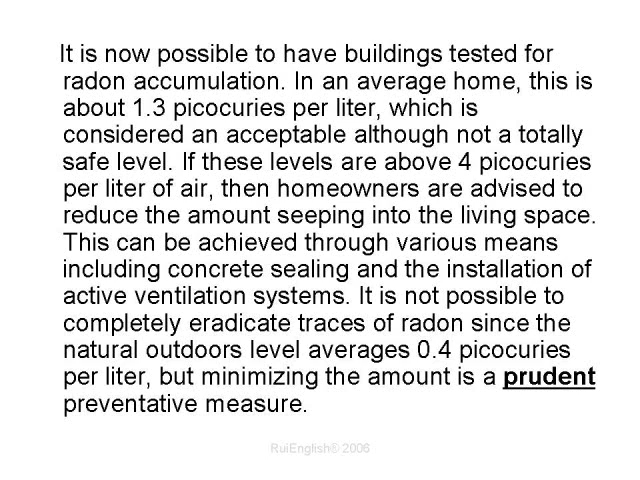 It is now possible to have buildings tested for
radon accumulation. In an average home, this is
about 1.3 picocuries per liter, which is
considered an acceptable although not a totally
safe level. If these levels are above 4 picocuries
per liter of air, then homeowners are advised to
reduce the amount seeping into the living space.
This can be achieved through various means
including concrete sealing and the installation of
active ventilation systems. It is not possible to
completely eradicate traces of radon since the
natural outdoors level averages 0.4 picocuries
per liter, but minimizing the amount is a prudent
preventative measure.
RuiEnglish® 2006